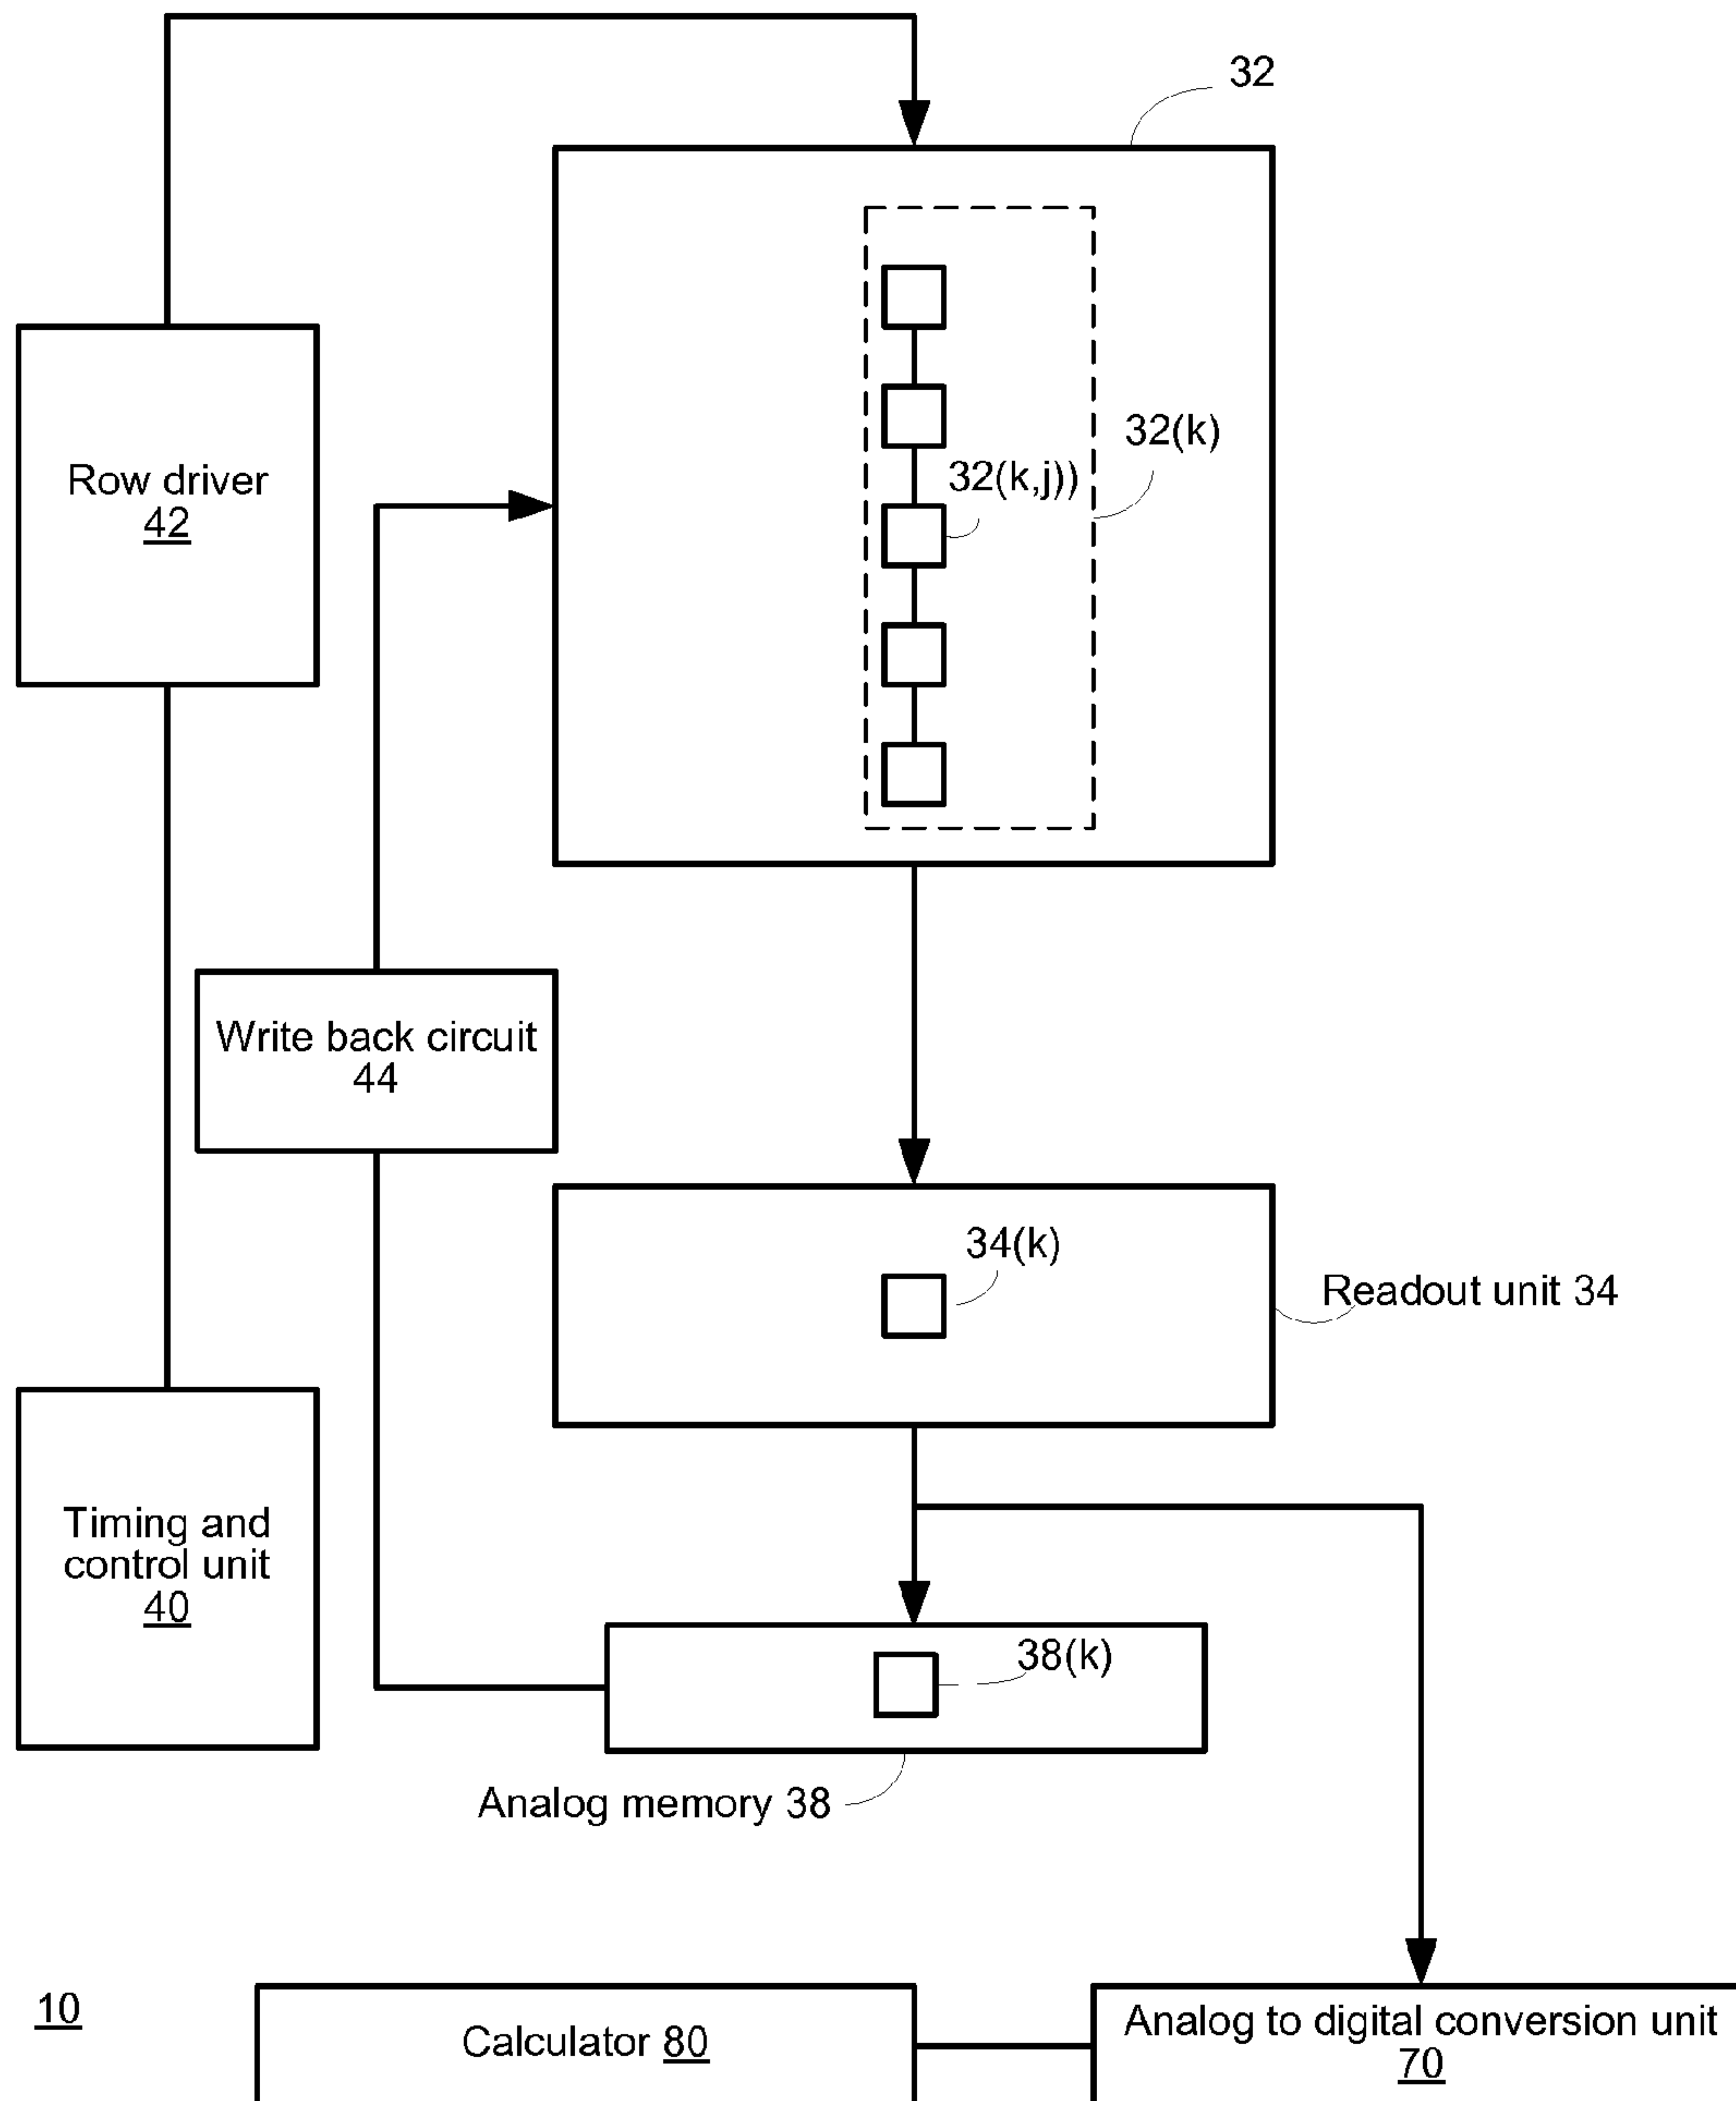 32
32(k)
32(k,j))
Row driver
42
Write back circuit
44
34(k)
Readout unit 34
Timing and
control unit
40
38(k)
Analog memory 38
10
Calculator 80
Analog to digital conversion unit
70